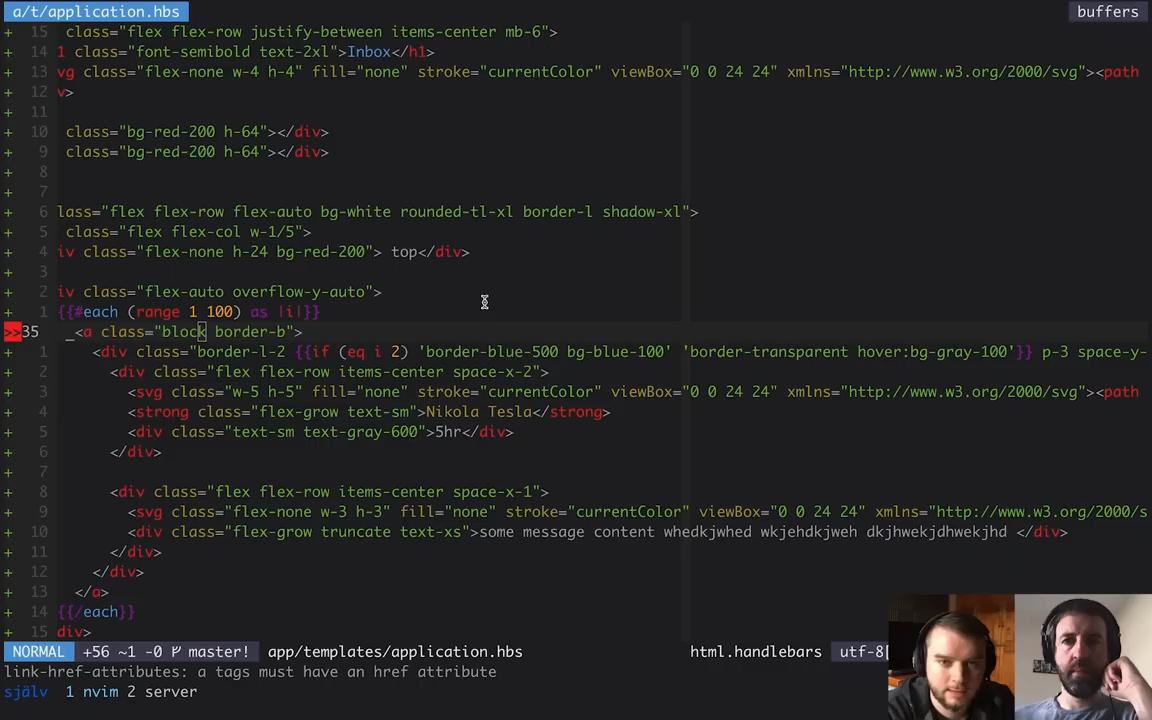 a/t/application.hbs buffers
+ 15 class="flex flex-row justify-between items-center mb-6">
+ 14 1 class="font-semibold text-2xl">Inbox</h1>
+ 13 vg class="flex-none w-4 h-4" fill="none" stroke="currentColor" viewBox="0 0 24 24" xmlns="http://www.w3.org/2000/svg"><path
+ 12 v>
+ 11
+ 10 class="bg-red-200 h-64"></div>
+ 9 class="bg-red-200 h-64"></div>
+ 8
+ 7
+ 6 lass="flex flex-row flex-auto bg-white rounded-tl-xl border-l shadow-xl">
+ 5 class="flex flex-col w-1/5">
+ 4 iv class="flex-none h-24 bg-red-200"> top</div>
+ 3
+ 2 iv class="flex-auto overflow-y-auto">
+ 1 {{#each (range 1 100) as |i|}}
>>35 _<a class="block border-b">
+ 1 <div class="border-l-2 {{if (eq i 2) 'border-blue-500 bg-blue-100' 'border-transparent hover:bg-gray-100'}} p-3 space-y-
+ 2 <div class="flex flex-row items-center space-x-2">
+ 3 <svg class="w-5 h-5" fill="none" stroke="currentColor" viewBox="0 0 24 24" xmlns="http://www.w3.org/2000/svg"><path
+ 4 <strong class="flex-grow text-sm">Nikola Tesla</strong>
+ 5 <div class="text-sm text-gray-600">5hr</div>
+ 6 </div>
+ 7
+ 8 <div class="flex flex-row items-center space-x-1">
+ 9 <svg class="flex-none w-3 h-3" fill="none" stroke="currentColor" viewBox="0 0 24 24" xmlns="http://www.w3.org/2000/s
+ 10 <div class="flex-grow truncate text-xs">some message content whedkjwhed wkjehdkjweh dkjhwekjdhwekjhd </div>
+ 11 </div>
+ 12 </div>
+ 13 </a>
+ 14 {{/each}}
+ 15 div>
NORMAL +56 ~1 -0 master! app/templates/application.hbs html.handlebars utf-8[
link-href-attributes: a tags must have an href attribute
själv 1 nvim 2 server